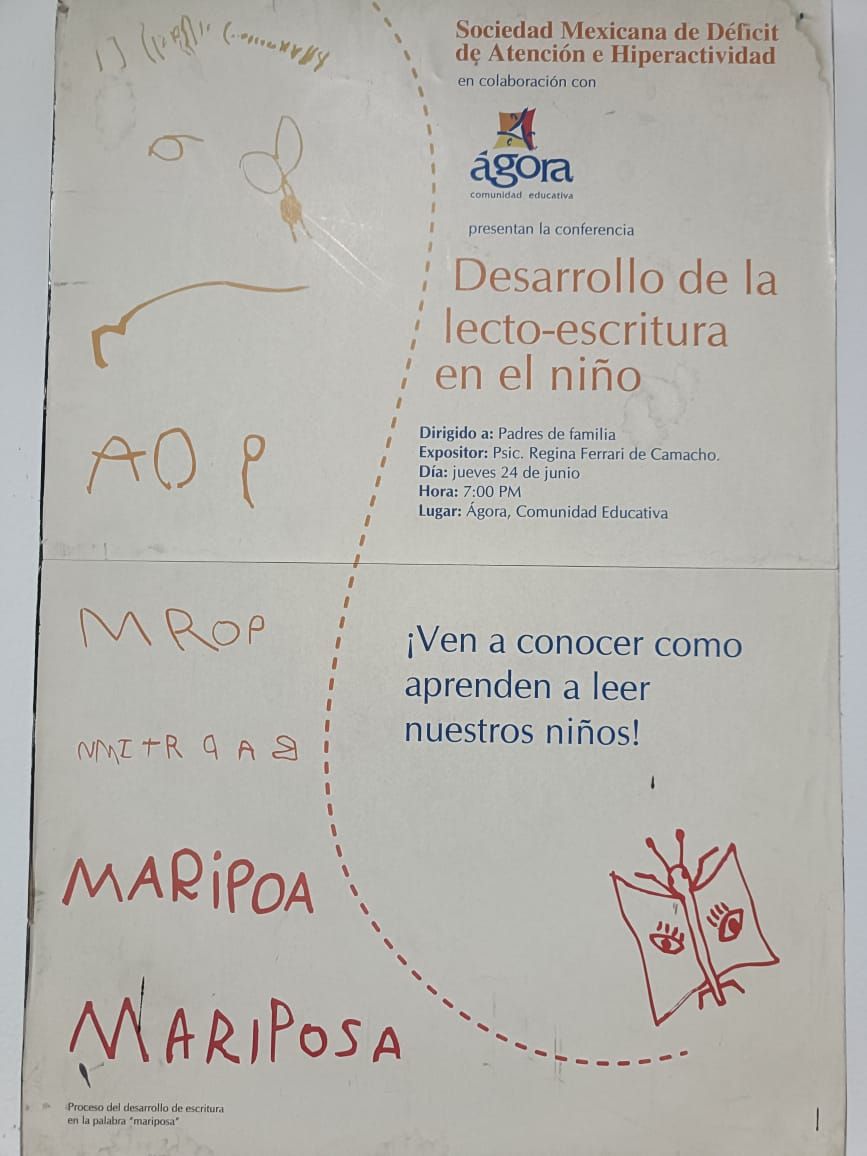 Sociedad Mexicana de Déficit
de Atención e Hiperactividad
en colaboración con
ágora
comunidad educativa
presentan la conferencia
Desarrollo de la
lecto-escritura
en el niño
Dirigido a: Padres de familia
Expositor: Psic. Regina Ferrari de Camacho.
Día: jueves 24 de junio
Hora: 7:00 PM
Lugar: Ágora, Comunidad Educativa
AOP
MROP
¡Ven a conocer como
aprenden a leer
nuestros niños!
NMI+R 9 A
MARiPOA
MARIPOSA
Proceso del desarrollo de escritura
en la palabra "mariposa"